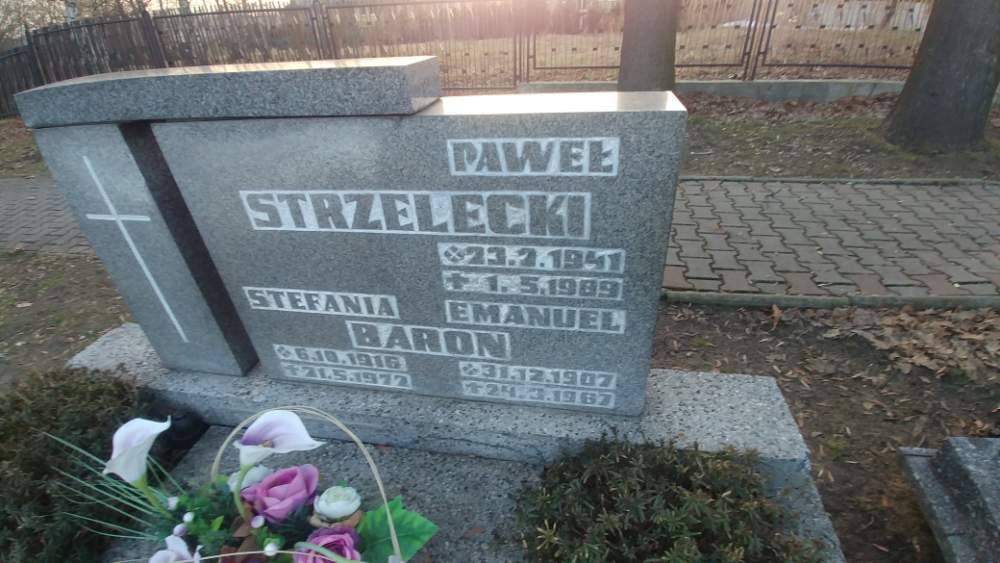 PAWEŁ
STRZELECKI
23.2.1941
✝ 1.5.1989
STEFANIA EMANUEL
BARON
6.10.1916 31.12.1907
✝21.5.1972 ✝24.3.1967